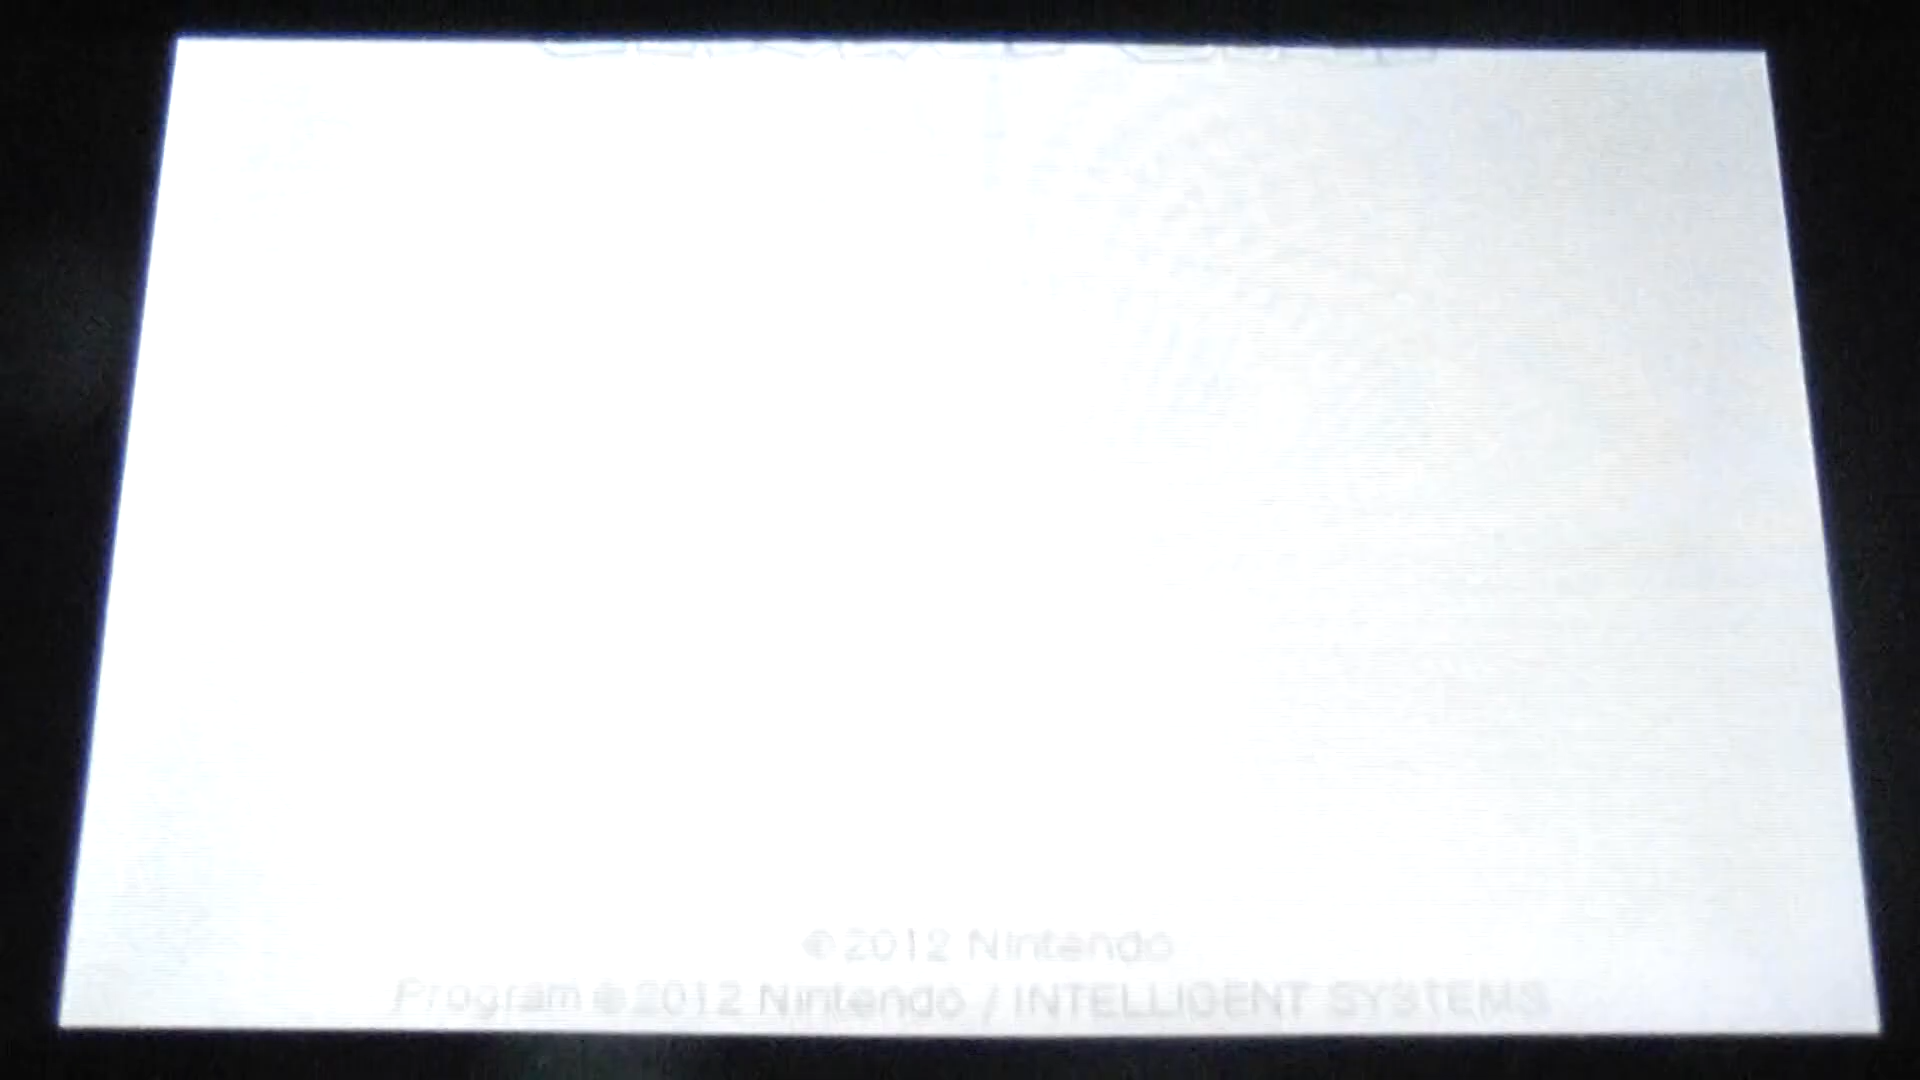 ©2012 Nintendo
Program ©2012 Nintendo / INTELLIGENT SYSTEMS